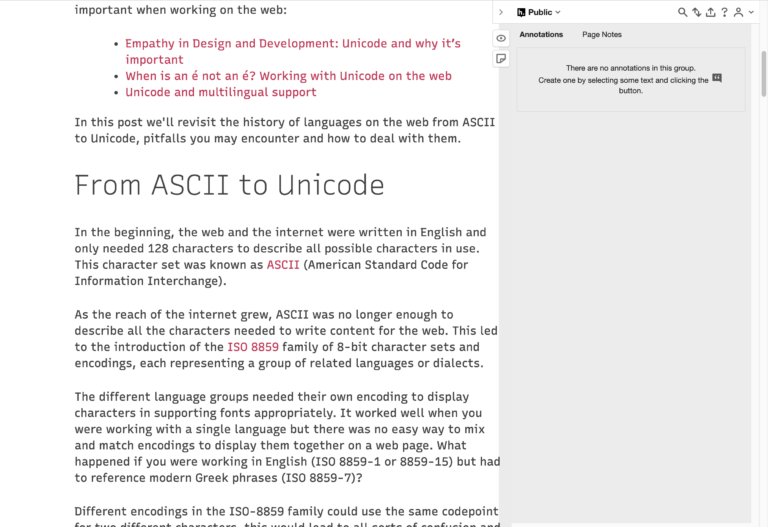 important when working on the web:
Empathy in Design and Development: Unicode and why it's
important
When is an é not an é? Working with Unicode on the web
Unicode and multilingual support
In this post we'll revisit the history of languages on the web from ASCII
to Unicode, pitfalls you may encounter and how to deal with them.
From ASCII to Unicode
In the beginning, the web and the internet were written in English and
only needed 128 characters to describe all possible characters in use.
This character set was known as ASCII (American Standard Code for
Information Interchange).
As the reach of the internet grew, ASCII was no longer enough to
describe all the characters needed to write content for the web. This led
to the introduction of the ISO 8859 family of 8-bit character sets and
encodings, each representing a group of related languages or dialects.
The different language groups needed their own encoding to display
characters in supporting fonts appropriately. It worked well when you
were working with a single language but there was no easy way to mix
and match encodings to display them together on a web page. What
happened if you were working in English (ISO 8859-1 or 8859-15) but had
to reference modern Greek phrases (ISO 8859-7)?
Different encodings in the ISO-8859 family could use the same codepoint
for two different characters, this would lead to all sorts of confusion and
h. Public
Annotations Page Notes
There are no annotations in this group.
Create one by selecting some text and clicking the
button.